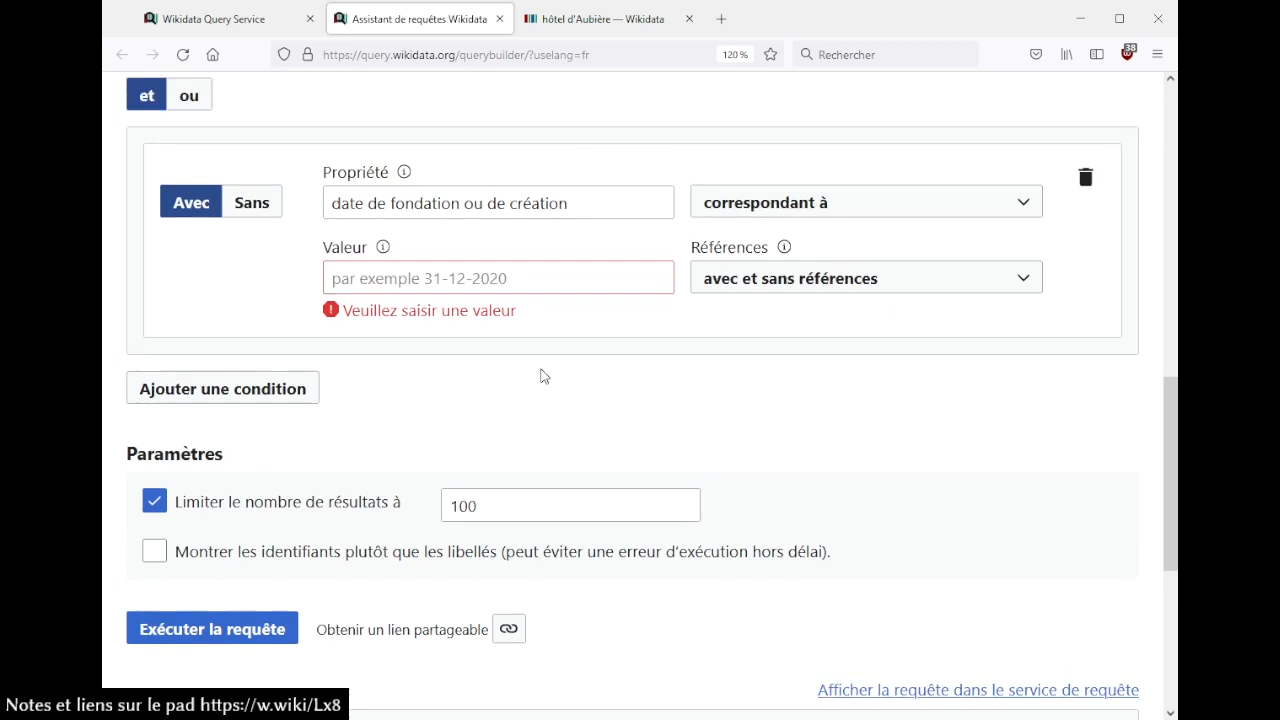 Wikidata Query Service
Assistant de requêtes Wikidata
hôtel d'Aubière — Wikidata
https://query.wikidata.org/querybuilder/?uselang=fr
120 %
Rechercher
38
et
ou
Propriété
Avec
Sans
date de fondation ou de création
correspondant à
Valeur
Références
par exemple 31-12-2020
avec et sans références
Veuillez saisir une valeur
Ajouter une condition
Paramètres
Limiter le nombre de résultats à
100
Montrer les identifiants plutôt que les libellés (peut éviter une erreur d’exécution hors délai).
Exécuter la requête
Obtenir un lien partageable
Afficher la requête dans le service de requête
Notes et liens sur le pad https://w.wiki/Lx8